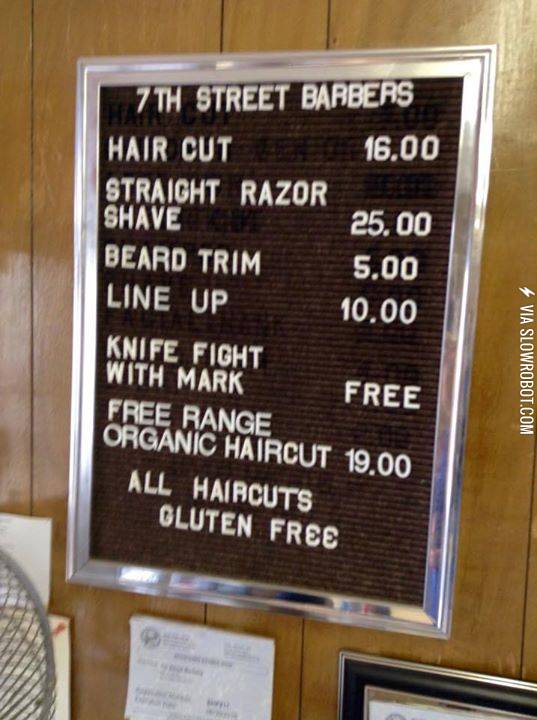 7TH STREET BARBERS
HAIR CUT 16.00
STRAIGHT RAZOR
SHAVE 25.00
BEARD TRIM 5.00
LINE UP 10.00
KNIFE FIGHT
WITH MARK FREE
FREE RANGE
ORGANIC HAIRCUT 19.00
ALL HAIRCUTS
GLUTEN FREE
VIA SLOWROBOT.COM